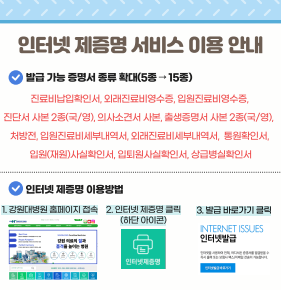 인터넷 제증명 서비스 이용 안내
발급 가능 증명서 종류 확대(5종 → 15종)
진료비납입확인서, 외래진료비영수증, 입원진료비영수증,
진단서 사본 2종(국/영), 의사소견서 사본, 출생증명서 사본 2종(국/영),
처방전, 입원진료비세부내역서, 외래진료비세부내역서, 통원확인서,
입원(재원)사실확인서, 입퇴원사실확인서, 상급병실확인서
인터넷 제증명 이용방법
1. 강원대병원 홈페이지 접속
2. 인터넷 제증명 클릭
(하단 아이콘)
3. 발급 바로가기 클릭
인터넷제증명
INTERNET ISSUES
인터넷발급